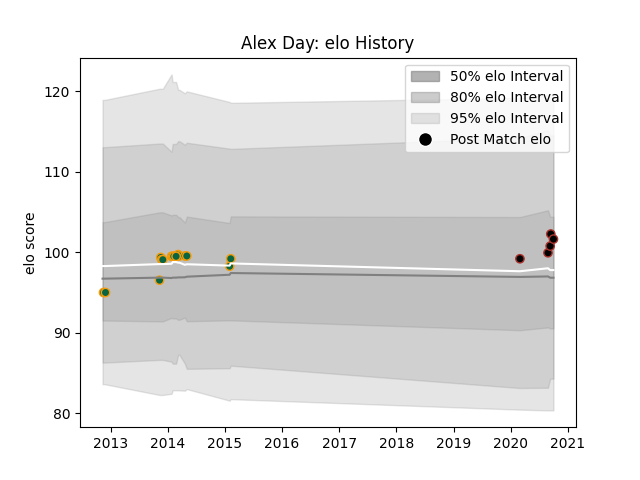 Alex Day: elo History
50% elo Interval
80% elo Interval
95% elo Interval
Post Match elo
elo score
120
110
100
90
80
2013 2014 2015 2016 2017 2018 2019 2020 2021